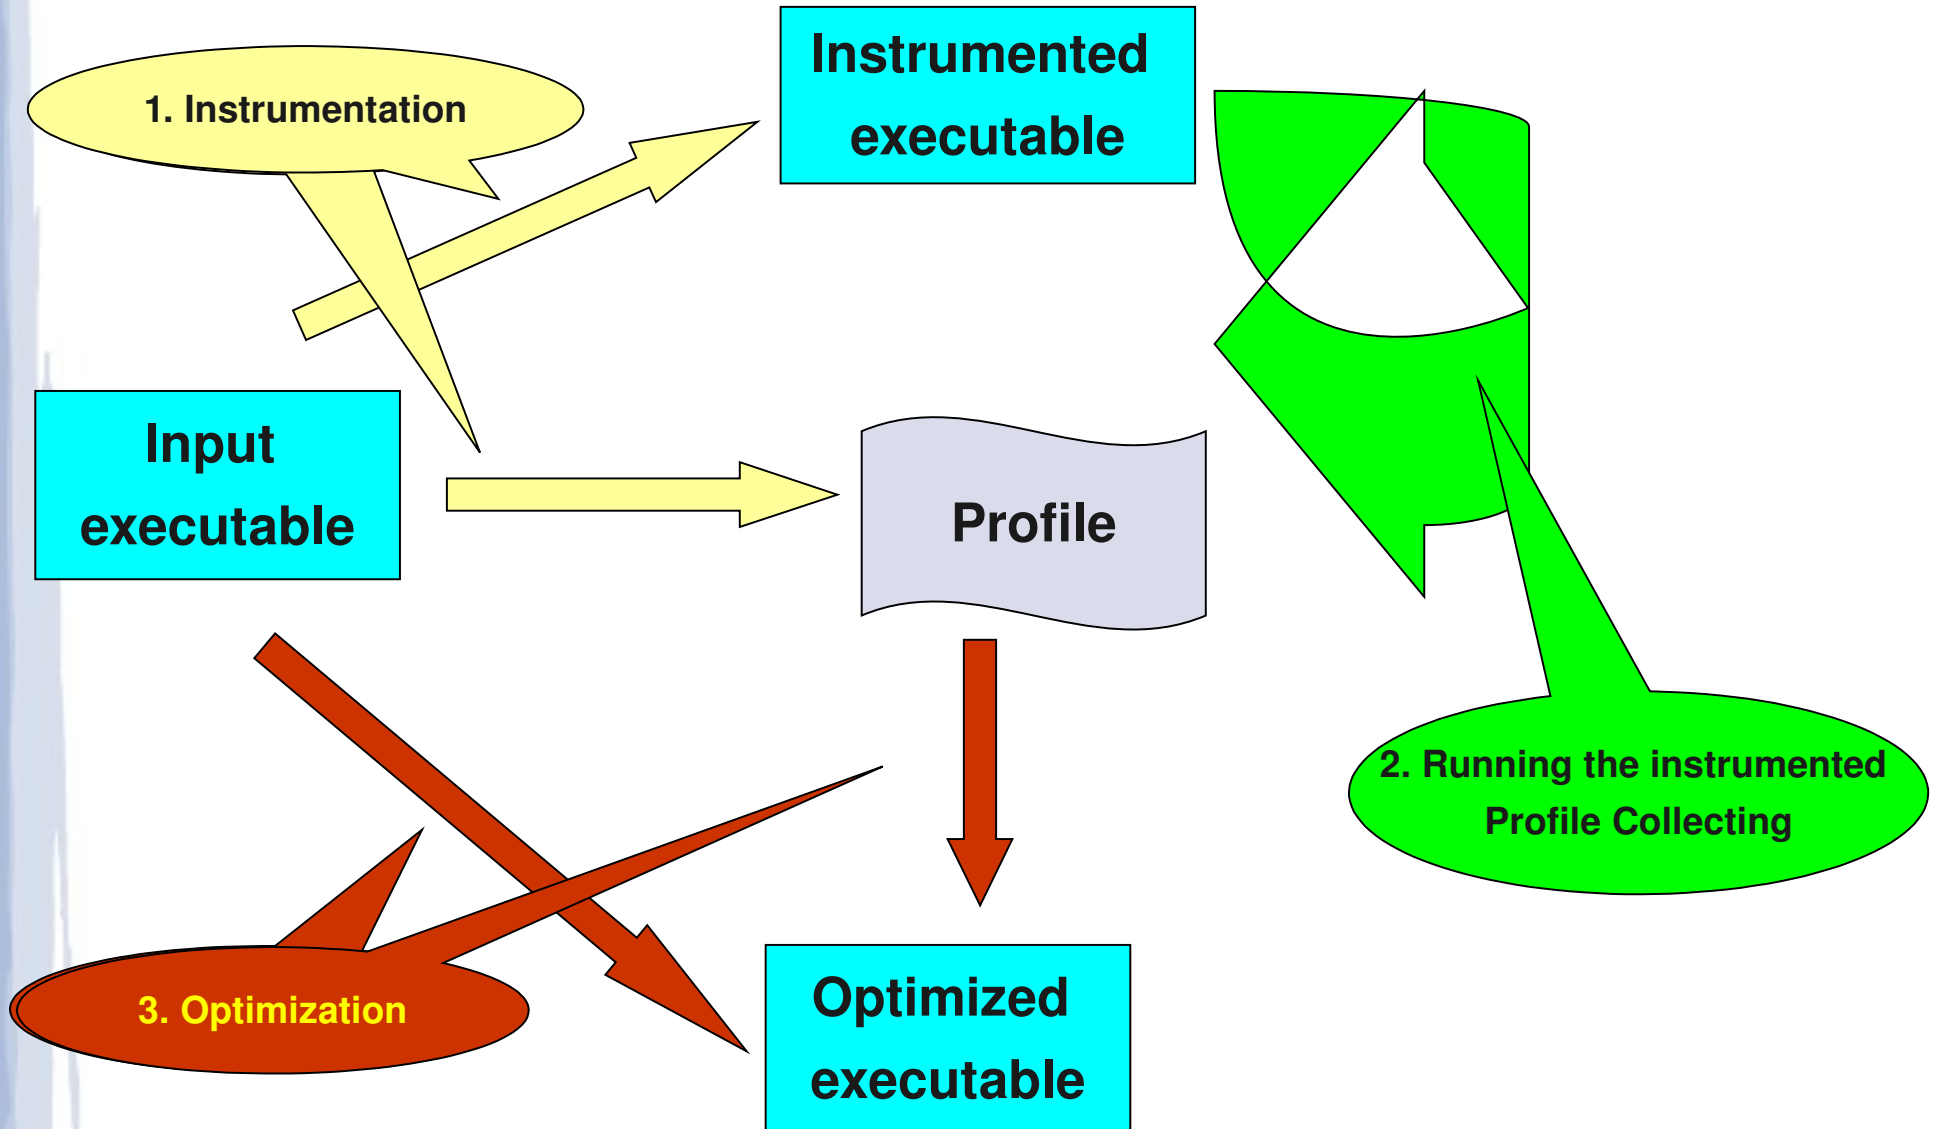 1. Instrumentation
Instrumented
executable
Input
executable
Profile
2. Running the instrumented
Profile Collecting
3. Optimization
Optimized
executable